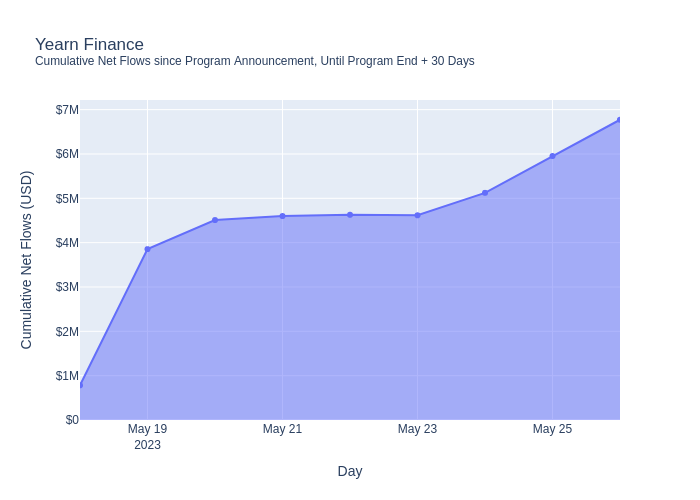 Yearn Finance
Cumulative Net Flows since Program Announcement, Until Program End + 30 Days
$7M
$6M
$5M
$4M
$3M
$2M
$1M
$0
Cumulative Net Flows (USD)
May 19
2023
May 21
May 23
May 25
Day